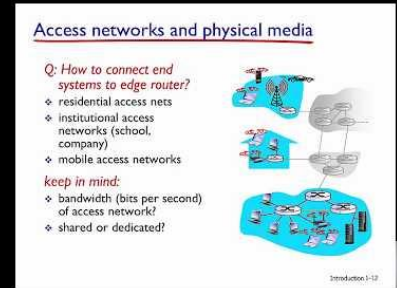 Access networks and physical media
Q: How to connect end
systems to edge router?
residential access nets
institutional access
networks (school,
company)
mobile access networks
keep in mind:
bandwidth (bits per second)
of access network?
shared or dedicated?
Introduction 1-12